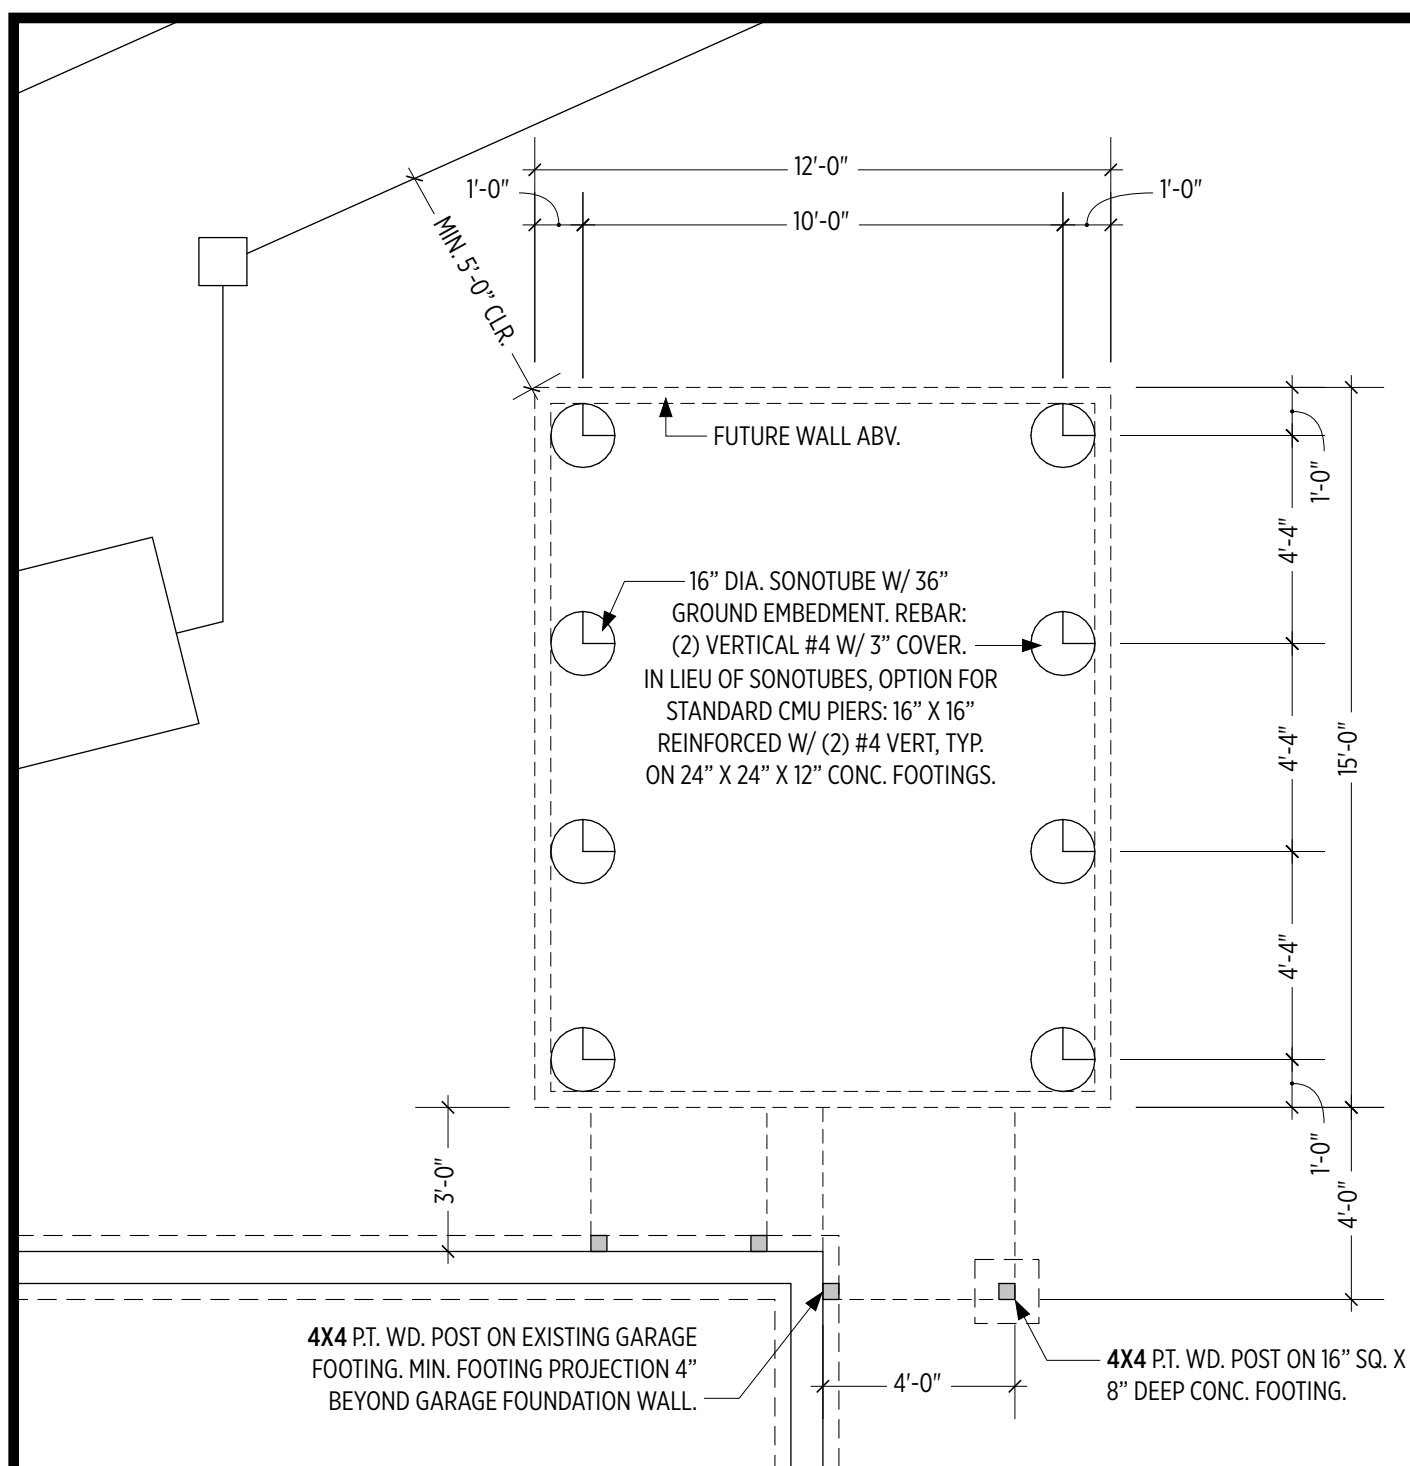 12'-0"
1'-0"
10'-0"
1'-0"
MIN. 5'-0” CLR.
FUTURE WALL ABV.
1'-0"
4'-4"
16” DIA. SONOTUBE W/ 36”
GROUND EMBEDMENT. REBAR:
(2) VERTICAL #4 W/ 3” COVER.
IN LIEU OF SONOTUBES, OPTION FOR
STANDARD CMU PIERS: 16” X 16”
REINFORCED W/ (2) #4 VERT, TYP.
ON 24” X 24” X 12” CONC. FOOTINGS.
4'-4"
15'-0"
4'-4"
1'-0"
3'-0"
4'-0"
4X4 P.T. WD. POST ON EXISTING GARAGE
FOOTING. MIN. FOOTING PROJECTION 4”
BEYOND GARAGE FOUNDATION WALL.
4'-0"
4X4 P.T. WD. POST ON 16” SQ. X
8” DEEP CONC. FOOTING.